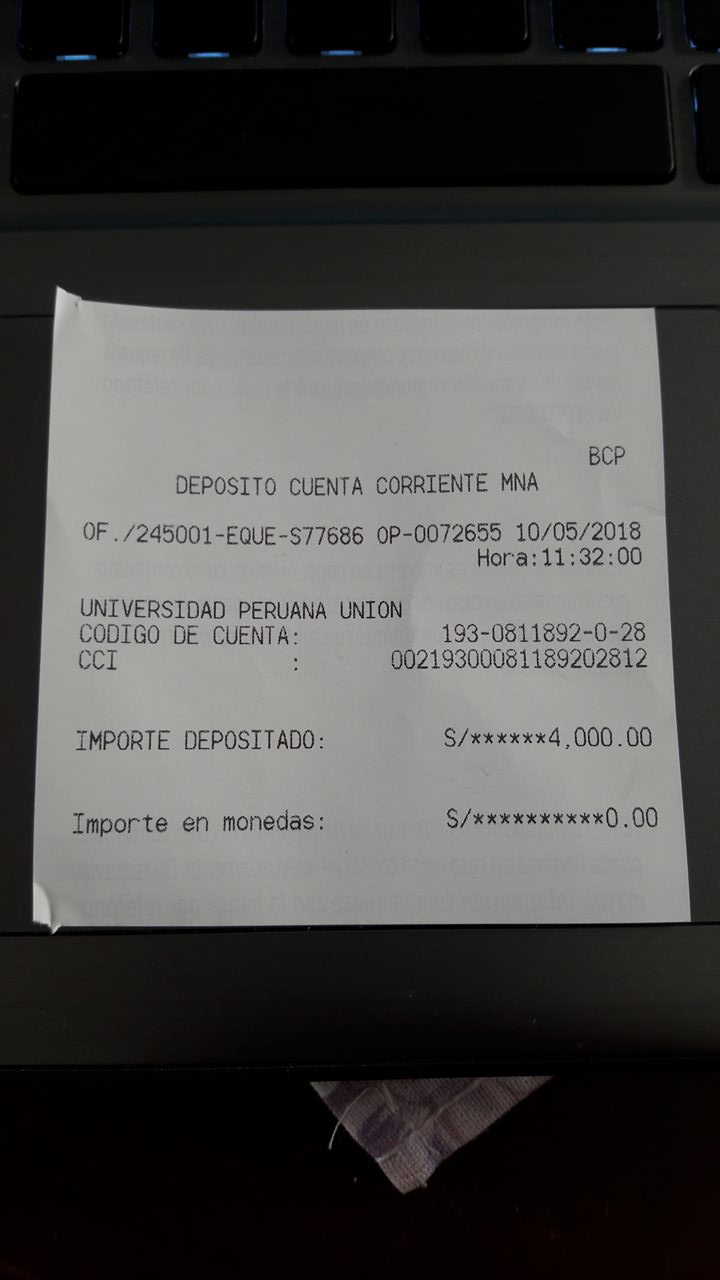 BCP
DEPOSITO CUENTA CORRIENTE MNA
OF./245001-EQUE-S77686 OP-0072655 10/05/2018
Hora:11:32:00
UNIVERSIDAD PERUANA UNION
CODIGO DE CUENTA: 193-0811892-0-28
CCI : 00219300081189202812
IMPORTE DEPOSITADO: S/******4,000.00
Importe en monedas: S/**********0.00